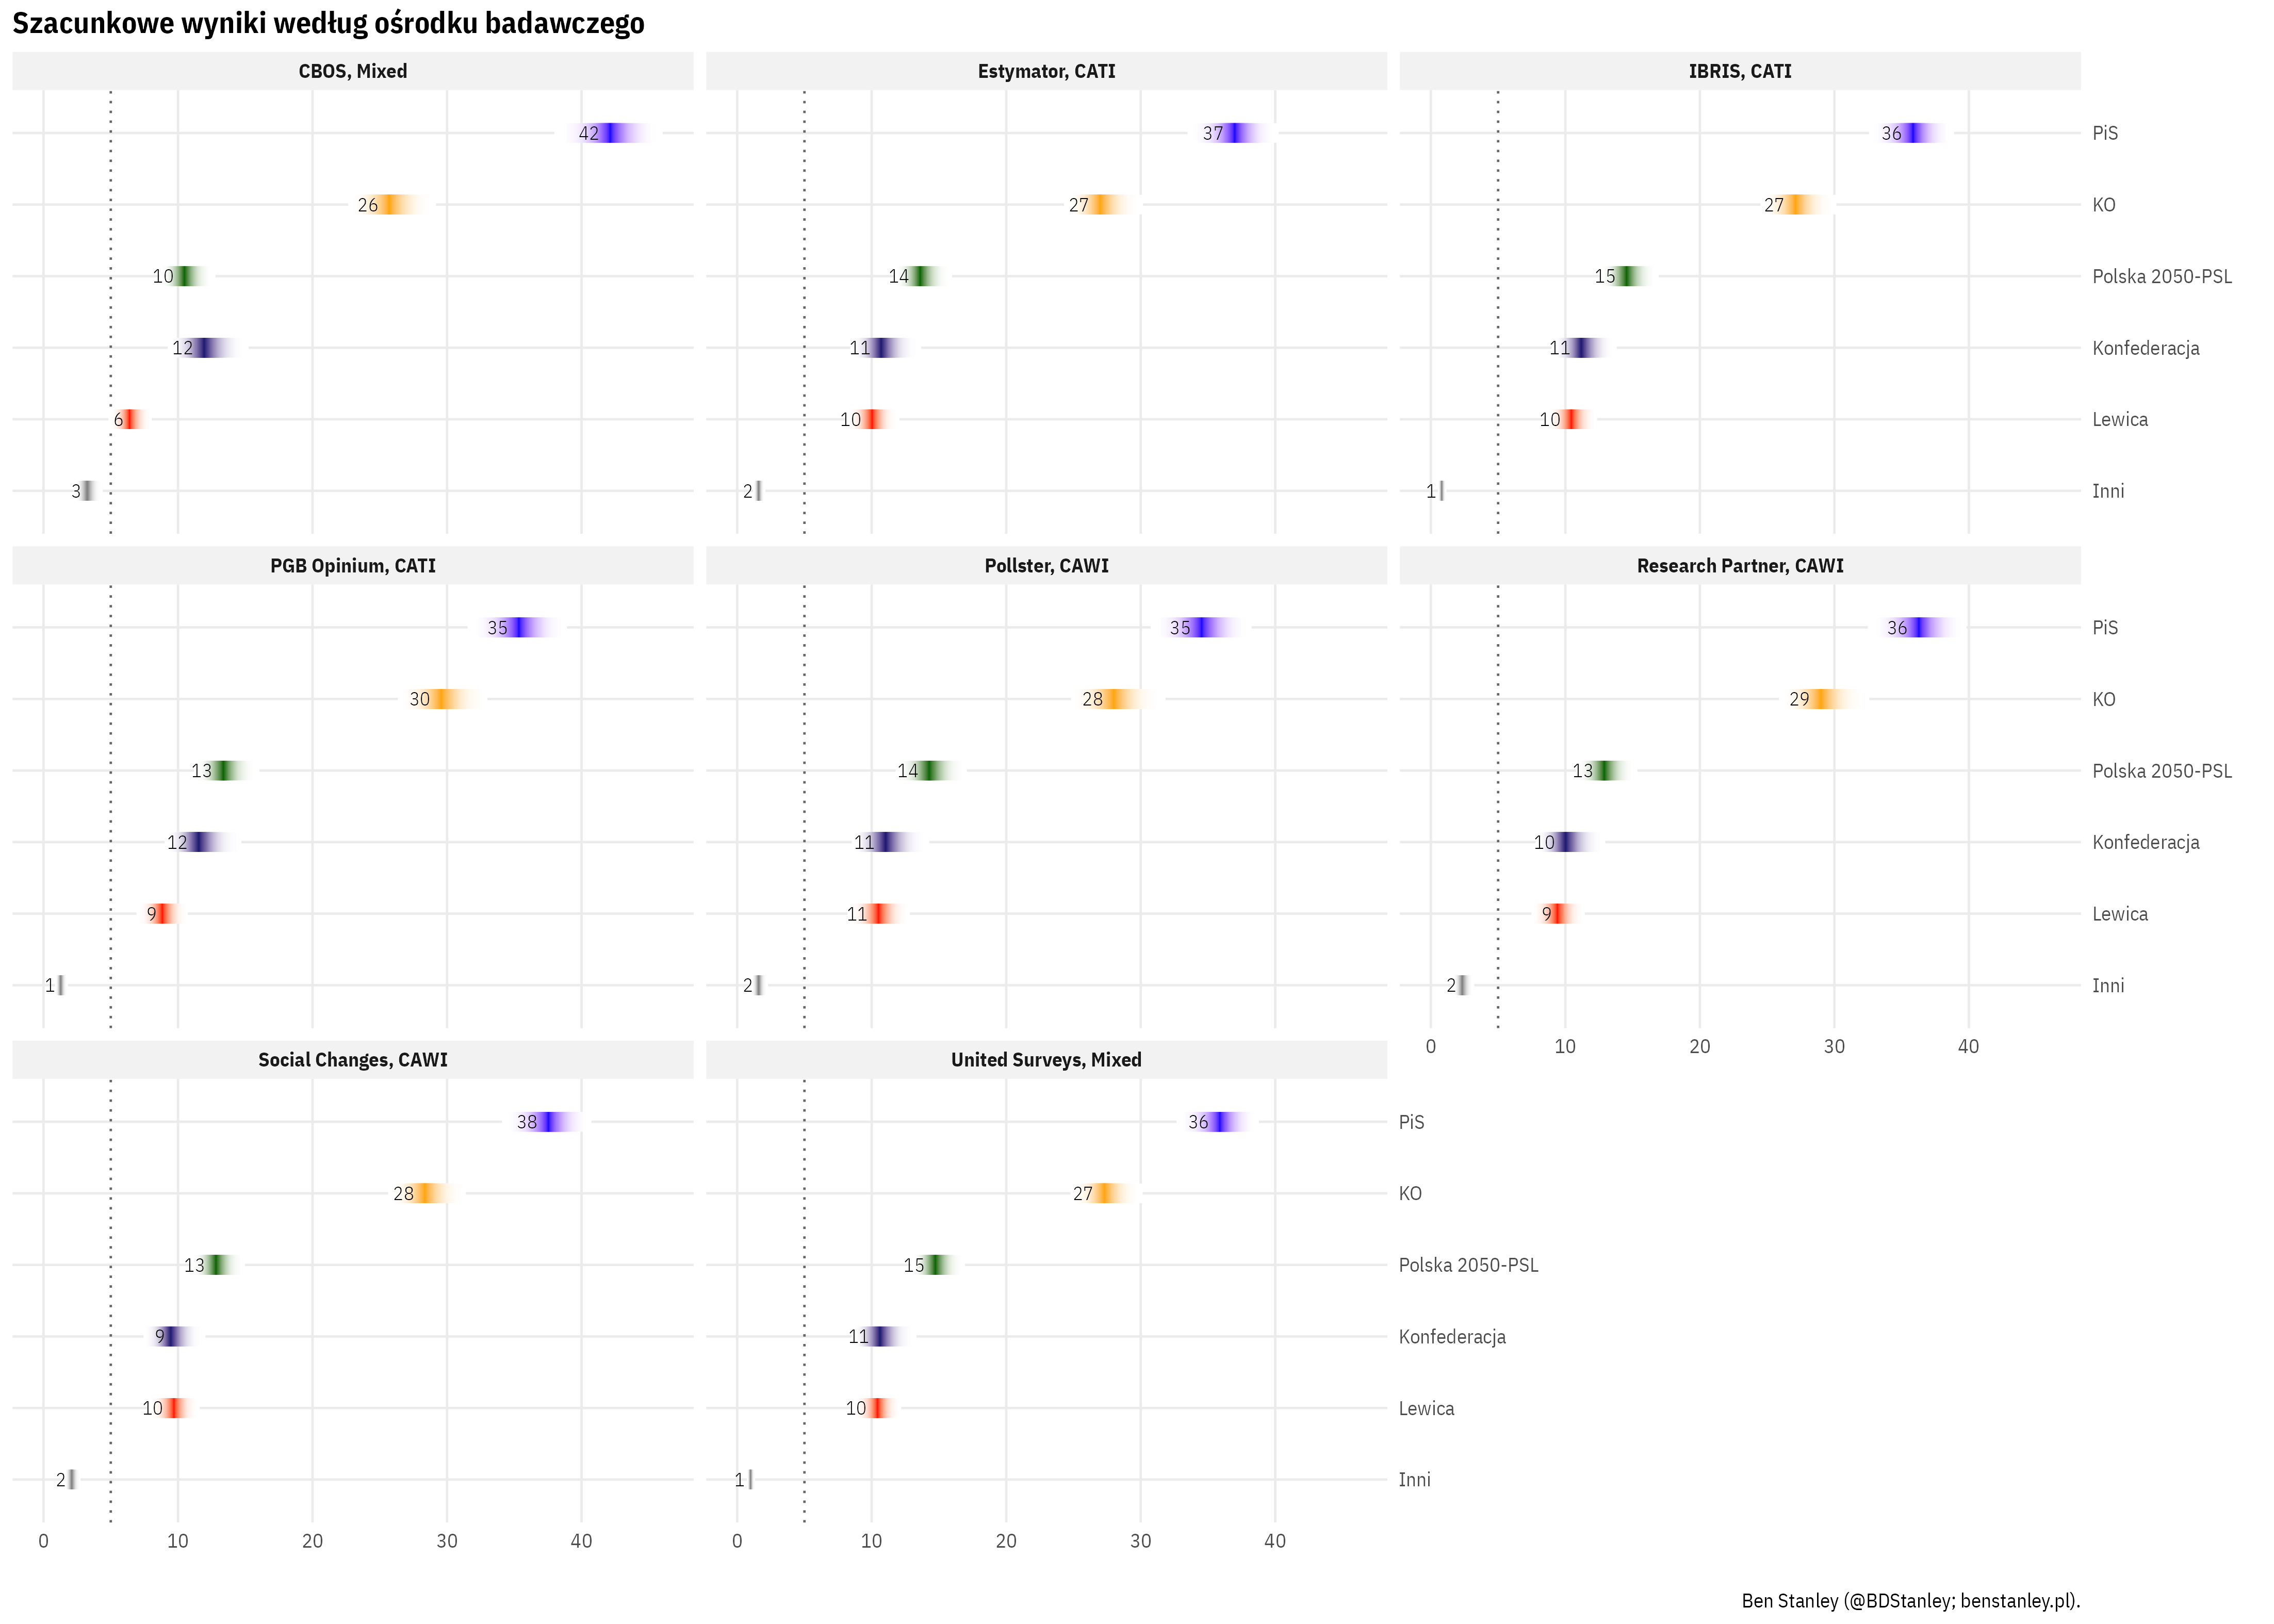 Szacunkowe wyniki według ośrodku badawczego
CBOS, Mixed
Estymator, CATI
IBRIS, CATI
42
37
36
PiS
26
27
27
KO
10
14
15
Polska 2050-PSL
12
11
11
Konfederacja
6
10
10
Lewica
3
2
1
Inni
PGB Opinium, CATI
Pollster, CAWI
Research Partner, CAWI
35
35
36
PiS
30
28
29
KO
13
14
13
Polska 2050-PSL
12
11
10
Konfederacja
9
11
9
Lewica
1
2
2
Inni
0 10 20 30 40
Social Changes, CAWI
United Surveys, Mixed
38
36
PiS
28
27
KO
13
15
Polska 2050-PSL
9
11
Konfederacja
10
10
Lewica
2
1
Inni
0 10 20 30 40
0 10 20 30 40
Ben Stanley (@BDStanley; benstanley.pl).